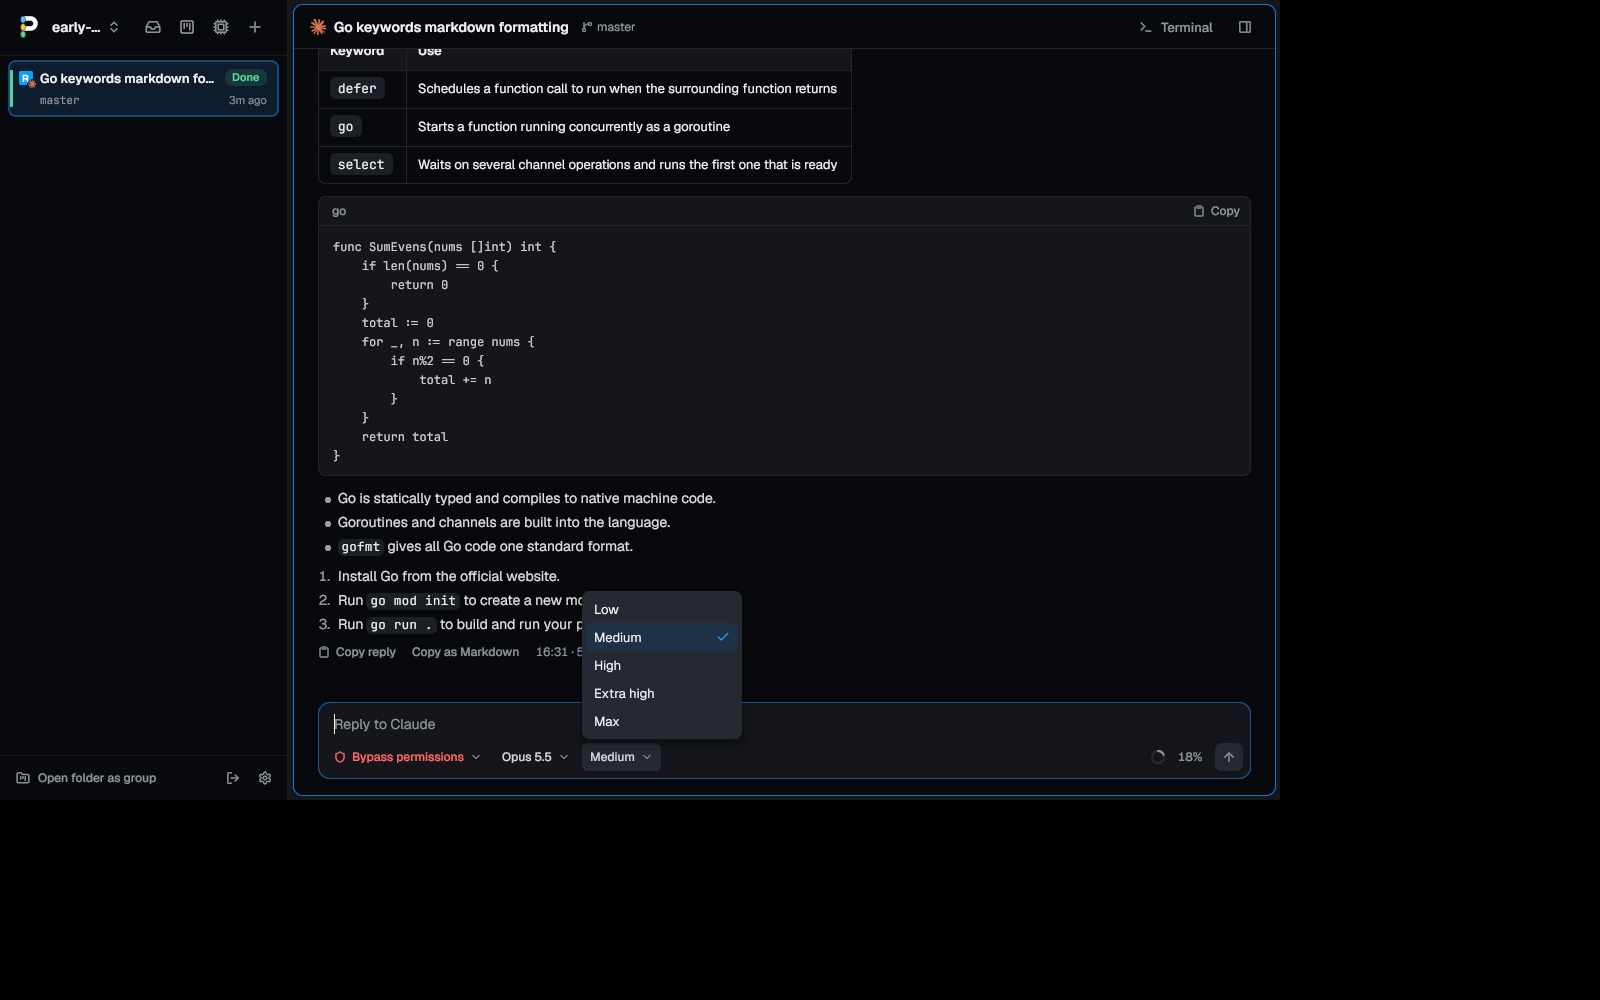 early-...
Go keywords markdown fo...
Done
master
3m ago
Open folder as group
Go keywords markdown formatting
master
Terminal
Keyword
Use
defer
Schedules a function call to run when the surrounding function returns
go
Starts a function running concurrently as a goroutine
select
Waits on several channel operations and runs the first one that is ready
go
Copy
func SumEvens(nums []int) int {
    if len(nums) == 0 {
        return 0
    }
    total := 0
    for _, n := range nums {
        if n%2 == 0 {
            total += n
        }
    }
    return total
}
Go is statically typed and compiles to native machine code.
Goroutines and channels are built into the language.
gofmt gives all Go code one standard format.
1. Install Go from the official website.
2. Run go mod init to create a new
3. Run go run . to build and run your
Copy reply
Copy as Markdown
16:31 ·
Low
Medium
High
Extra high
Max
Reply to Claude
Bypass permissions
Opus 5.5
Medium
18%